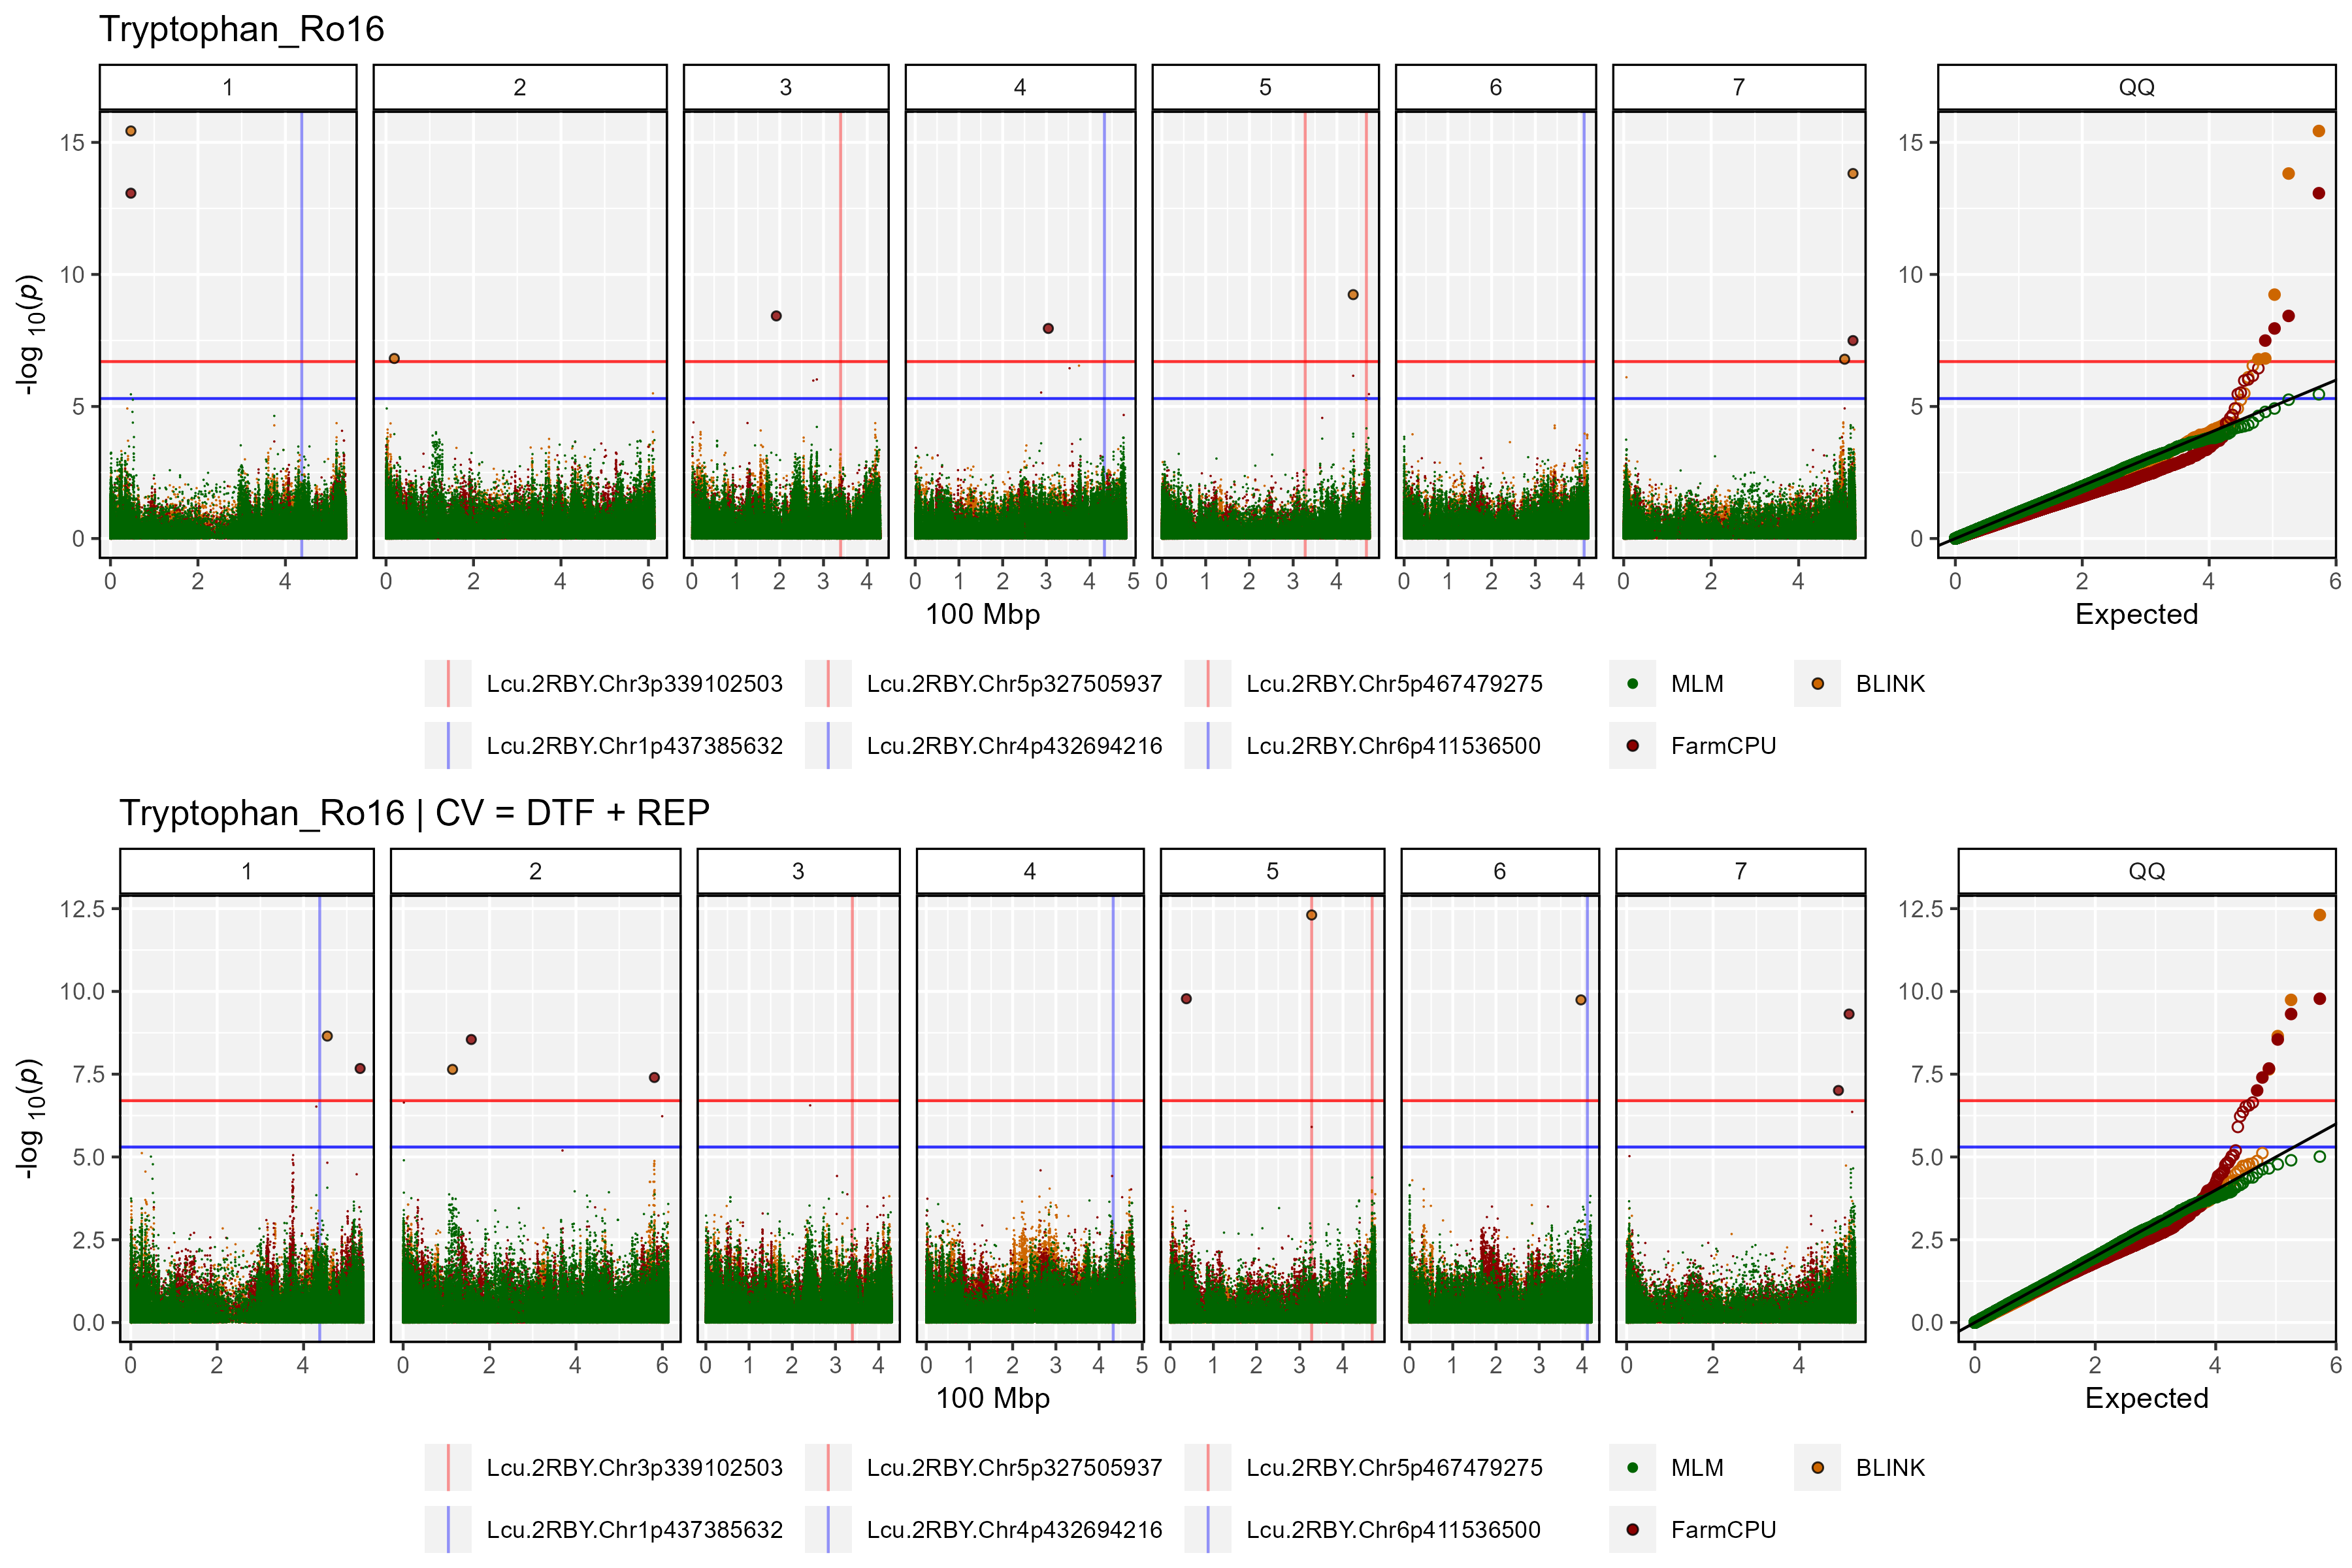 Tryptophan_Ro16
1 2 3 4 5 6 7 QQ
15 15
10 10
5 5
0 0
-log 10(p)
0 2 4 0 2 4 6 0 1 2 3 4 0 1 2 3 4 5 0 1 2 3 4 0 1 2 3 4 0 2 4 0 2 4 6
100 Mbp Expected
Lcu.2RBY.Chr3p339102503 Lcu.2RBY.Chr5p327505937 Lcu.2RBY.Chr5p467479275 MLM BLINK
Lcu.2RBY.Chr1p437385632 Lcu.2RBY.Chr4p432694216 Lcu.2RBY.Chr6p411536500 FarmCPU
Tryptophan_Ro16 | CV = DTF + REP
1 2 3 4 5 6 7 QQ
12.5 12.5
10.0 10.0
7.5 7.5
5.0 5.0
2.5 2.5
0.0 0.0
-log 10(p)
0 2 4 0 2 4 6 0 1 2 3 4 0 1 2 3 4 5 0 1 2 3 4 0 1 2 3 4 0 2 4 0 2 4 6
100 Mbp Expected
Lcu.2RBY.Chr3p339102503 Lcu.2RBY.Chr5p327505937 Lcu.2RBY.Chr5p467479275 MLM BLINK
Lcu.2RBY.Chr1p437385632 Lcu.2RBY.Chr4p432694216 Lcu.2RBY.Chr6p411536500 FarmCPU